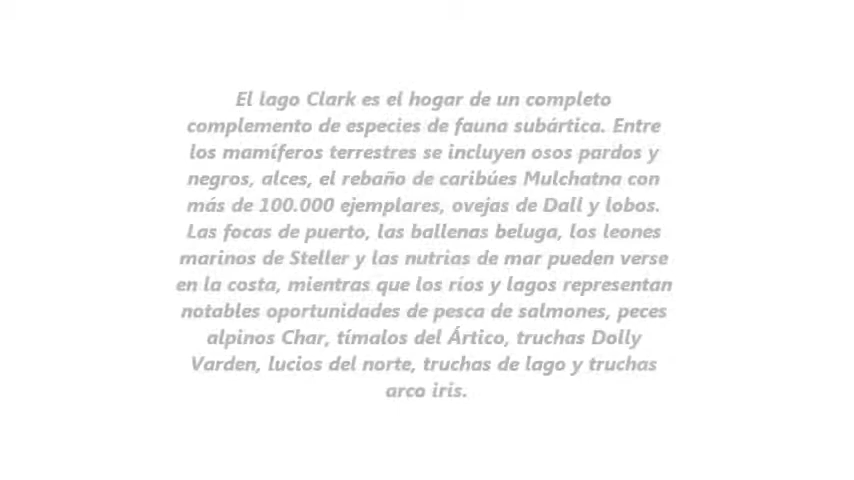 El lago Clark es el hogar de un completo
complemento de especies de fauna subártica. Entre
los mamíferos terrestres se incluyen osos pardos y
negros, alces, el rebaño de caribúes Mulchatna con
más de 100.000 ejemplares, ovejas de Dall y lobos.
Las focas de puerto, las ballenas beluga, los leones
marinos de Steller y las nutrias de mar pueden verse
en la costa, mientras que los ríos y lagos representan
notables oportunidades de pesca de salmones, peces
alpinos Char, tímalos del Ártico, truchas Dolly
Varden, lucios del norte, truchas de lago y truchas
arco iris.